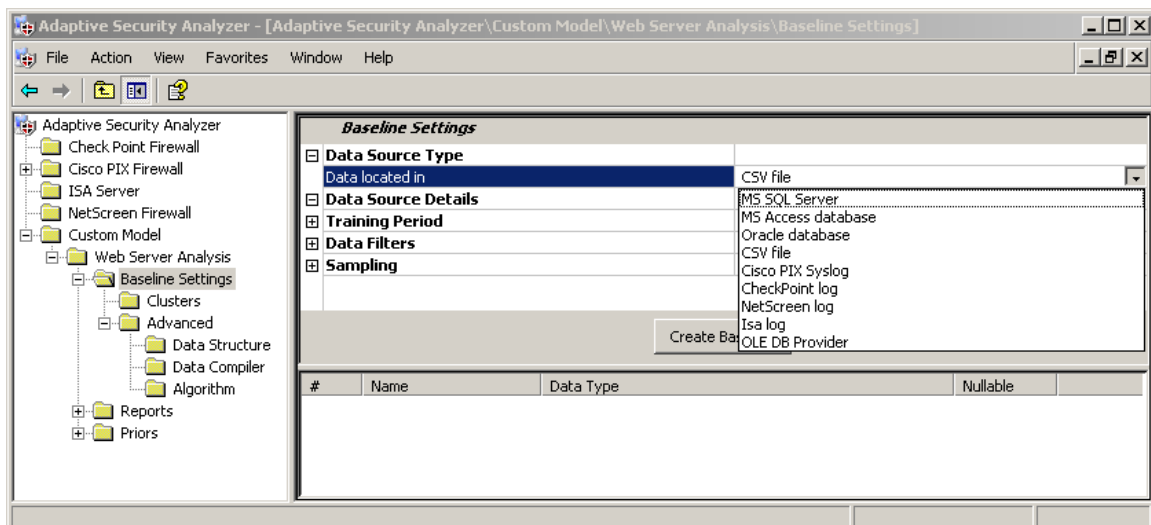 Adaptive Security Analyzer - [Adaptive Security Analyzer\Custom Model\Web Server Analysis\Baseline Settings]
File Action View Favorites Window Help
Adaptive Security Analyzer
Check Point Firewall
Cisco PIX Firewall
ISA Server
NetScreen Firewall
Custom Model
Web Server Analysis
Baseline Settings
Clusters
Advanced
Data Structure
Data Compiler
Algorithm
Reports
Priors
Baseline Settings
Data Source Type
Data located in CSV file
Data Source Details
Training Period
Data Filters
Sampling
MS SQL Server
MS Access database
Oracle database
CSV file
Cisco PIX Syslog
CheckPoint log
NetScreen log
Isa log
OLE DB Provider
Create Ba
# Name Data Type Nullable